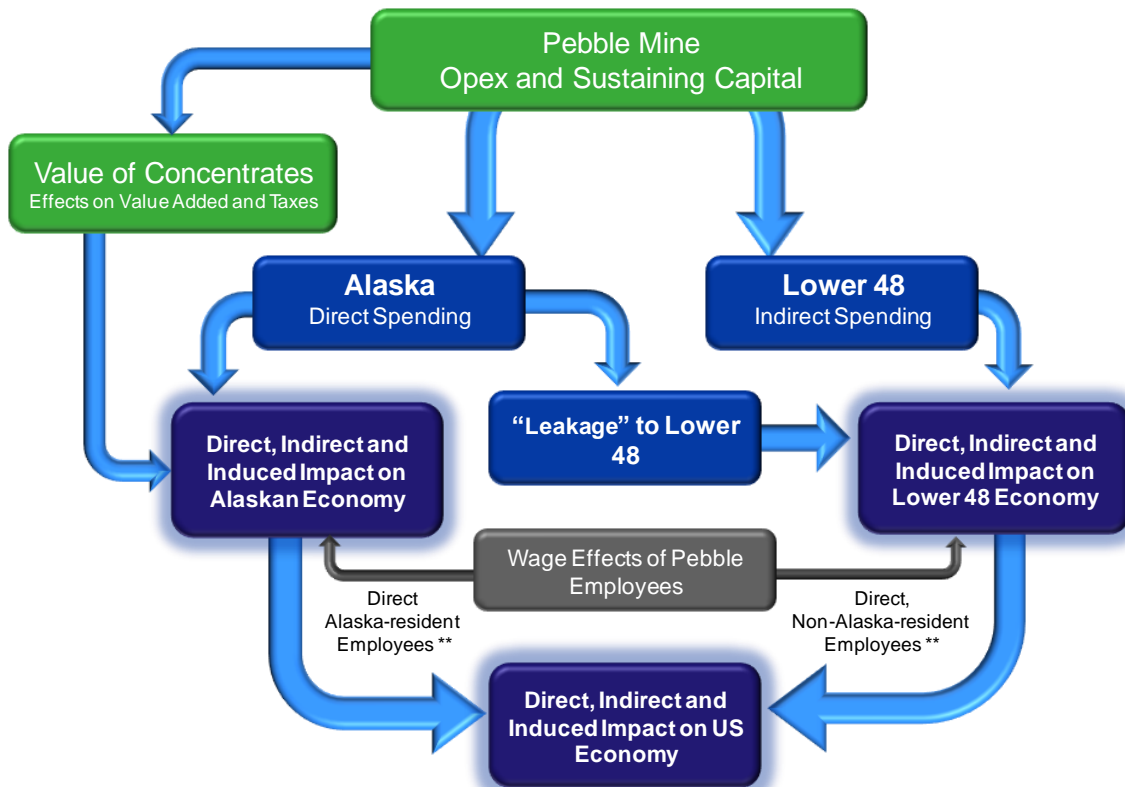 Pebble Mine
Opex and Sustaining Capital
Value of Concentrates
Effects on Value Added and Taxes
Alaska
Direct Spending
Lower 48
Indirect Spending
Direct, Indirect and
Induced Impact on
Alaskan Economy
“Leakage” to Lower
48
Direct, Indirect and
Induced Impact on
Lower 48 Economy
Wage Effects of Pebble
Employees
Direct
Alaska-resident
Employees **
Direct,
Non-Alaska-resident
Employees **
Direct, Indirect and
Induced Impact on US
Economy